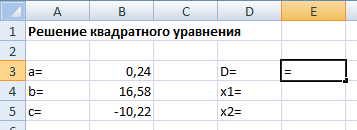 A B C D E
1 Решение квадратного уравнения
2
3 a= 0,24 D= =
4 b= 16,58 x1=
5 c= -10,22 x2=